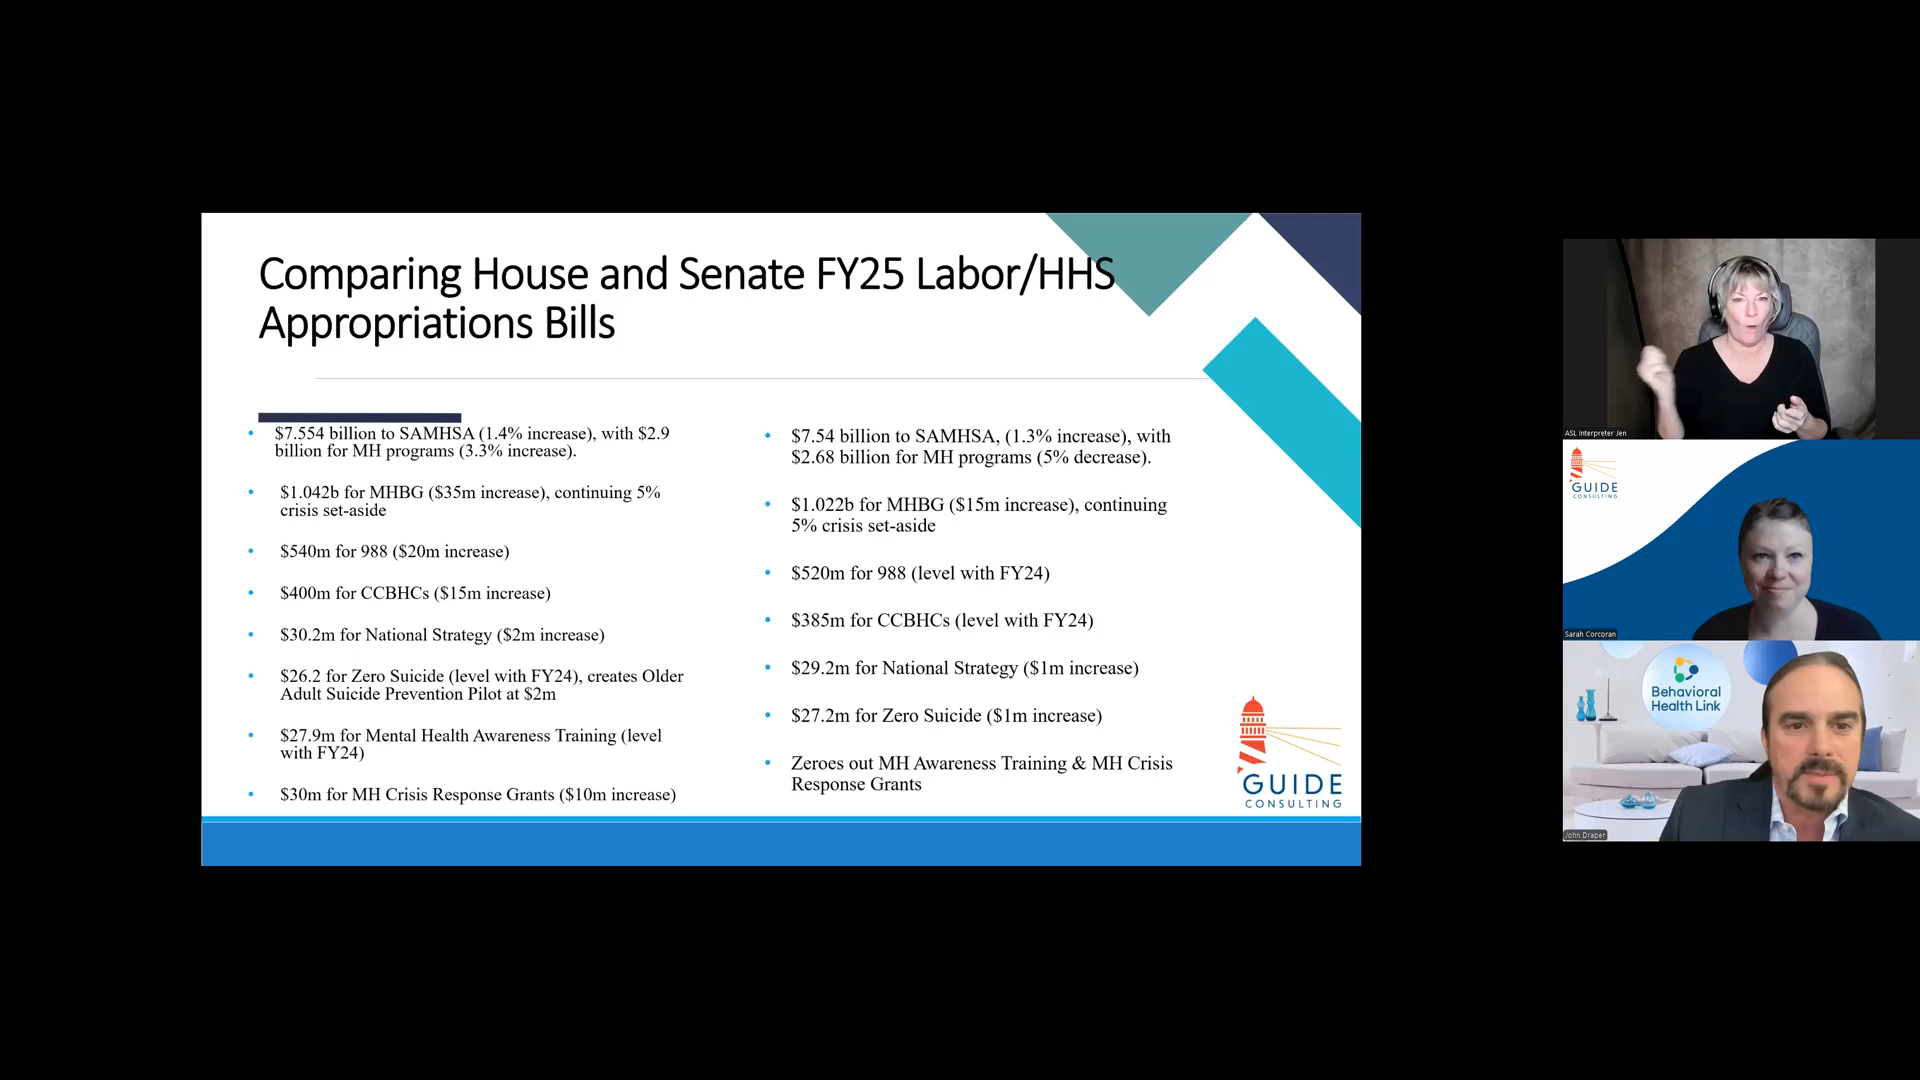 Comparing House and Senate FY25 Labor/HHS
Appropriations Bills
• $7.554 billion to SAMHSA (1.4% increase), with $2.9
billion for MH programs (3.3% increase).
• $1.042b for MHBG ($35m increase), continuing 5%
crisis set-aside
• $540m for 988 ($20m increase)
• $400m for CCBHCs ($15m increase)
• $30.2m for National Strategy ($2m increase)
• $26.2 for Zero Suicide (level with FY24), creates Older
Adult Suicide Prevention Pilot at $2m
• $27.9m for Mental Health Awareness Training (level
with FY24)
• $30m for MH Crisis Response Grants ($10m increase)
• $7.54 billion to SAMHSA, (1.3% increase), with
$2.68 billion for MH programs (5% decrease).
• $1.022b for MHBG ($15m increase), continuing
5% crisis set-aside
• $520m for 988 (level with FY24)
• $385m for CCBHCs (level with FY24)
• $29.2m for National Strategy ($1m increase)
• $27.2m for Zero Suicide ($1m increase)
• Zeroes out MH Awareness Training & MH Crisis
Response Grants
GUIDE
CONSULTING
ASL Interpreter Jen
GUIDE
CONSULTING
Sarah Corcoran
Behavioral
Health Link
John Draper